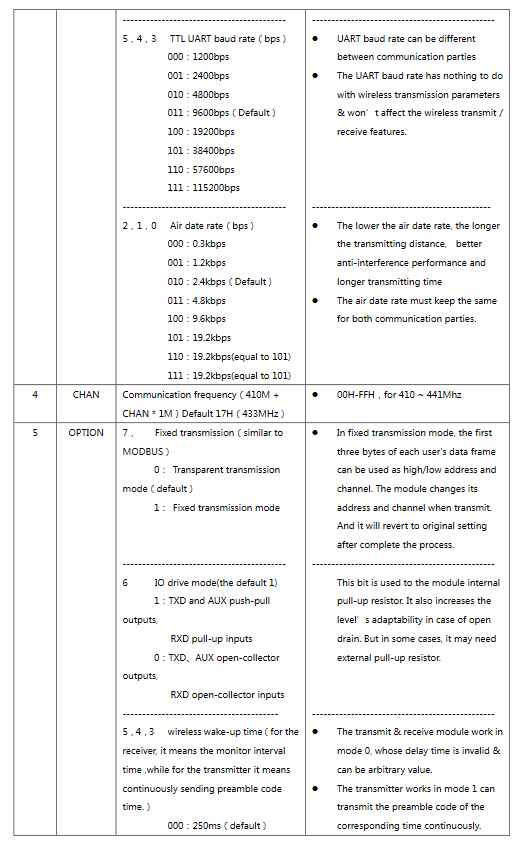 -------------------------------------------
5，4，3 TTL UART baud rate（bps）
000：1200bps
001：2400bps
010：4800bps
011：9600bps（Default）
100：19200bps
101：38400bps
110：57600bps
111：115200bps
-------------------------------------------
● UART baud rate can be different
between communication parties
● The UART baud rate has nothing to do
with wireless transmission parameters
& won’t affect the wireless transmit /
receive features.
-------------------------------------------
2，1，0 Air date rate（bps）
000：0.3kbps
001：1.2kbps
010：2.4kbps（Default）
011：4.8kbps
100：9.6kbps
101：19.2kbps
110：19.2kbps(equal to 101)
111：19.2kbps(equal to 101)
-------------------------------------------
● The lower the air date rate, the longer
the transmitting distance, better
anti-interference performance and
longer transmitting time
● The air date rate must keep the same
for both communication parties.
4 CHAN Communication frequency（410M +
CHAN * 1M）Default 17H（433MHz）
● 00H-FFH，for 410 ~ 441Mhz
5 OPTION 7， Fixed transmission（similar to
MODBUS）
0： Transparent transmission
mode（default）
1： Fixed transmission mode
● In fixed transmission mode, the first
three bytes of each user's data frame
can be used as high/low address and
channel. The module changes its
address and channel when transmit.
And it will revert to original setting
after complete the process.
-------------------------------------------
6 IO drive mode(the default 1)
1：TXD and AUX push-pull
outputs,
RXD pull-up inputs
0：TXD、AUX open-collector
outputs,
RXD open-collector inputs
-------------------------------------------
This bit is used to the module internal
pull-up resistor. It also increases the
level’s adaptability in case of open
drain. But in some cases, it may need
external pull-up resistor.
-------------------------------------------
5，4，3 wireless wake-up time（for the
receiver, it means the monitor interval
time ,while for the transmitter it means
continuously sending preamble code
time.）
000：250ms（default）
-------------------------------------------
● The transmit & receive module work in
mode 0, whose delay time is invalid &
can be arbitrary value.
● The transmitter works in mode 1 can
transmit the preamble code of the
corresponding time continuously.